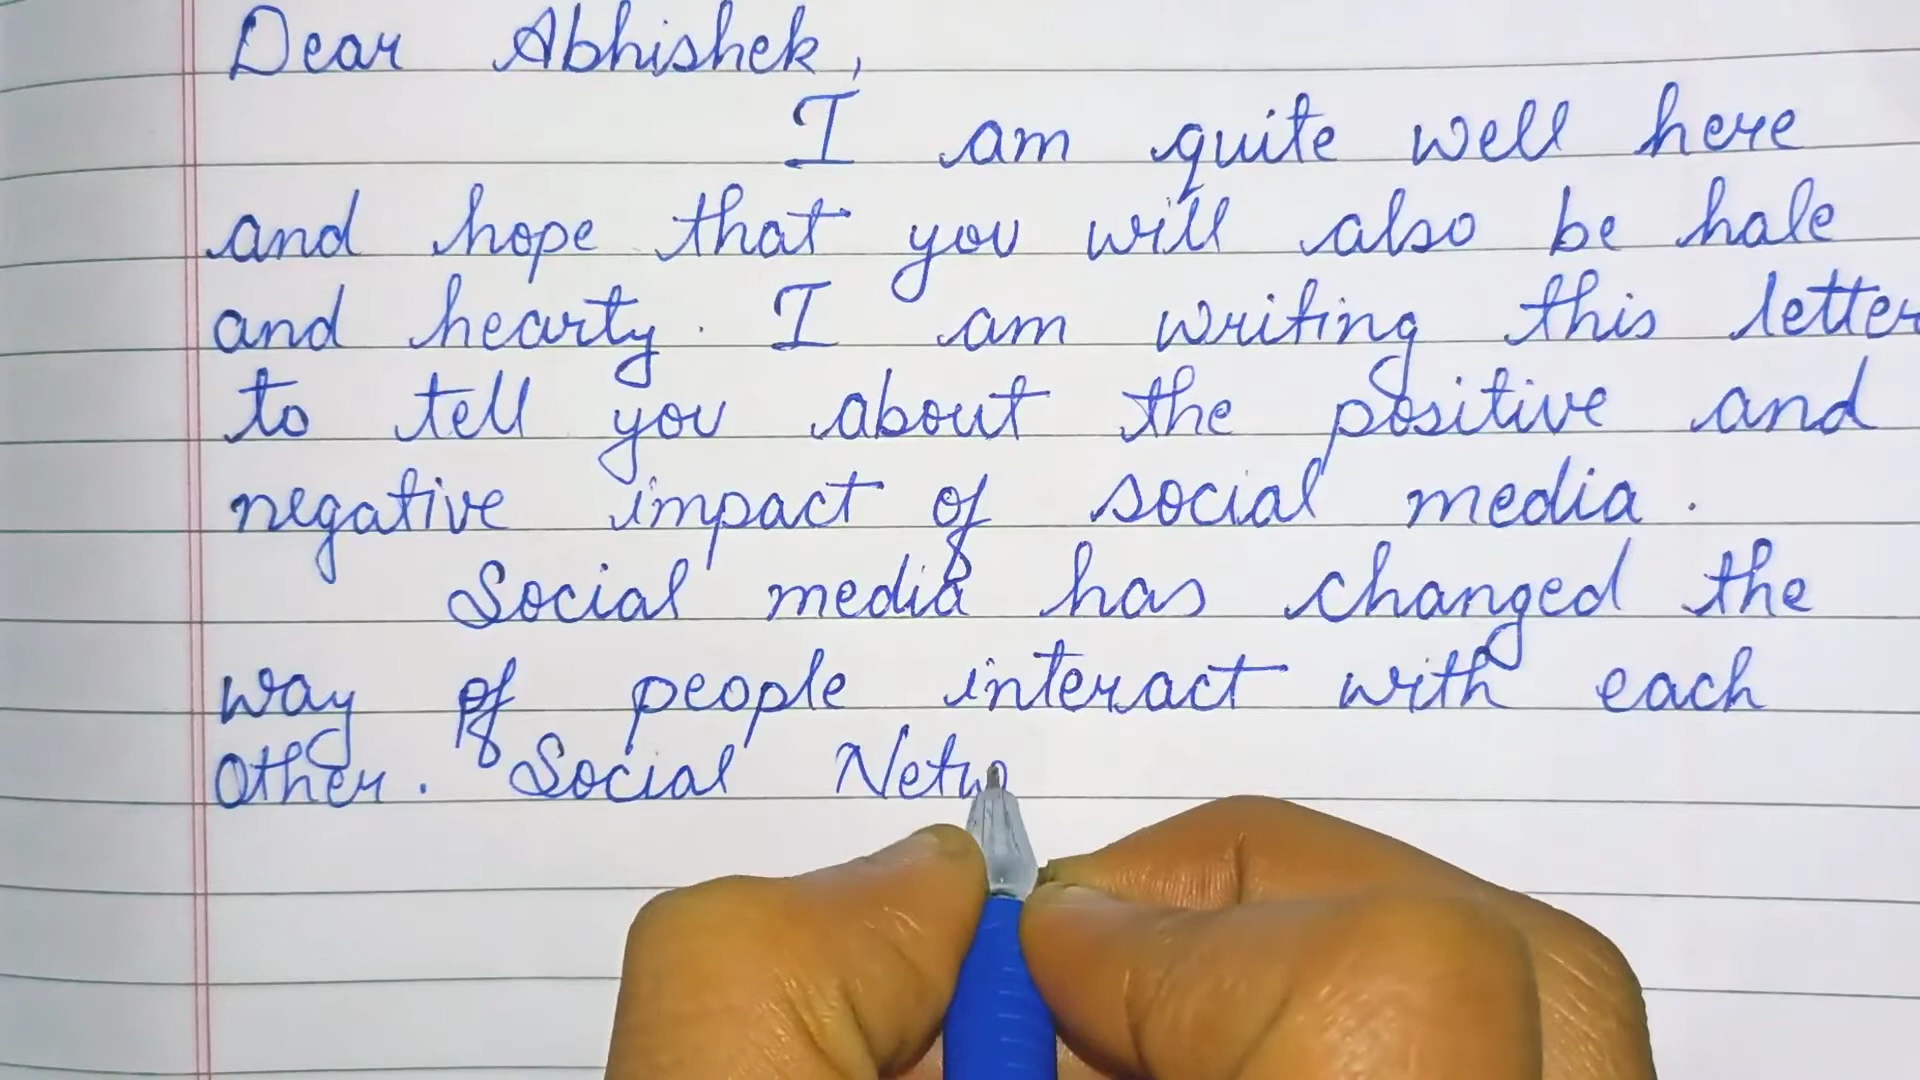 Dear Abhishek,
I am quite well here
and hope that you will also be hale
and hearty. I am writing this letter
to tell you about the positive and
negative impact of social media.
Social media has changed the
way of people interact with each
other. Social Netw